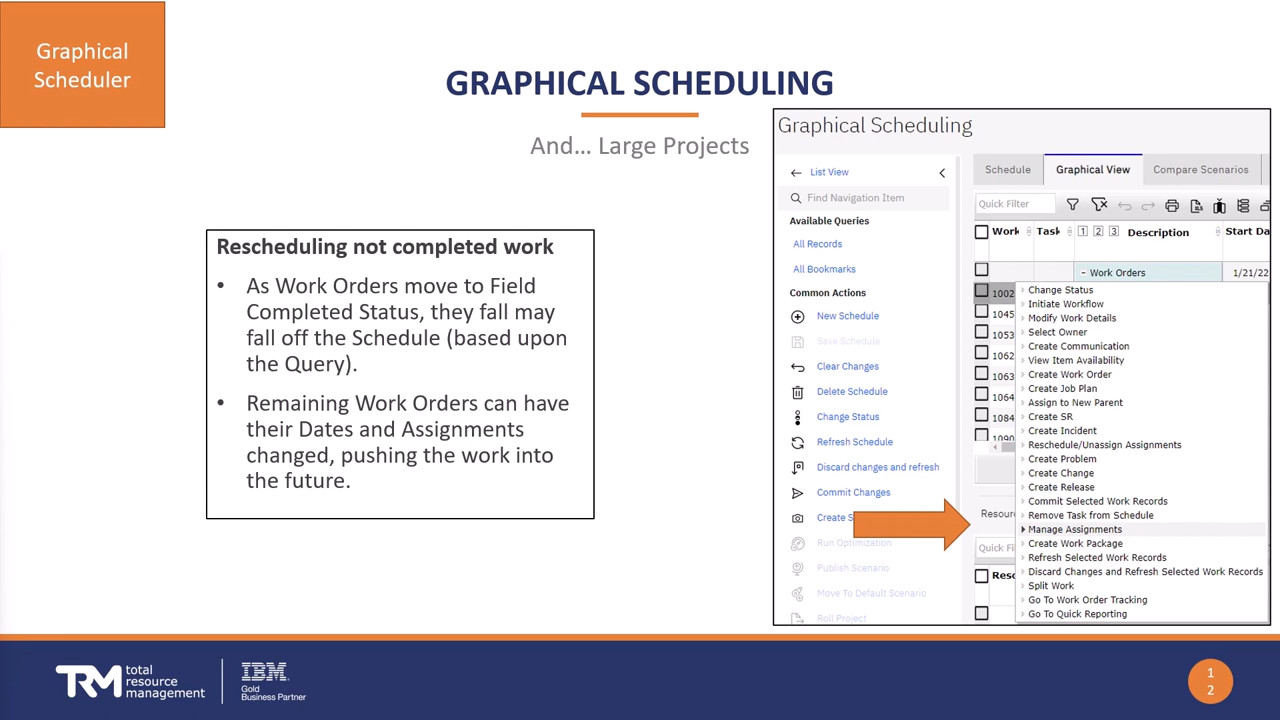 Graphical
Scheduler
GRAPHICAL SCHEDULING
And... Large Projects
Rescheduling not completed work
• As Work Orders move to Field
Completed Status, they fall may
fall off the Schedule (based upon
the Query).
• Remaining Work Orders can have
their Dates and Assignments
changed, pushing the work into
the future.
Graphical Scheduling
List View
Find Navigation Item
Available Queries
All Records
All Bookmarks
Common Actions
New Schedule
Save Schedule
Clear Changes
Delete Schedule
Change Status
Refresh Schedule
Discard changes and refresh
Commit Changes
Create S
Run Optimization
Publish Scenario
Move To Default Scenario
Roll Project
Schedule Graphical View Compare Scenarios
Quick Filter
Work Task 1 2 3 Description Start Da
- Work Orders 1/21/22
1002
1045
1053
1062
1063
1064
1084
1090
Change Status
Initiate Workflow
Modify Work Details
Select Owner
Create Communication
View Item Availability
Create Work Order
Create Job Plan
Assign to New Parent
Create SR
Create Incident
Reschedule/Unassign Assignments
Create Problem
Create Change
Create Release
Commit Selected Work Records
Remove Task from Schedule
Manage Assignments
Create Work Package
Refresh Selected Work Records
Discard Changes and Refresh Selected Work Records
Split Work
Go To Work Order Tracking
Go To Quick Reporting
Resour
Quick Fi
Reso
TRM total
resource
management
IBM
Gold
Business Partner
1
2